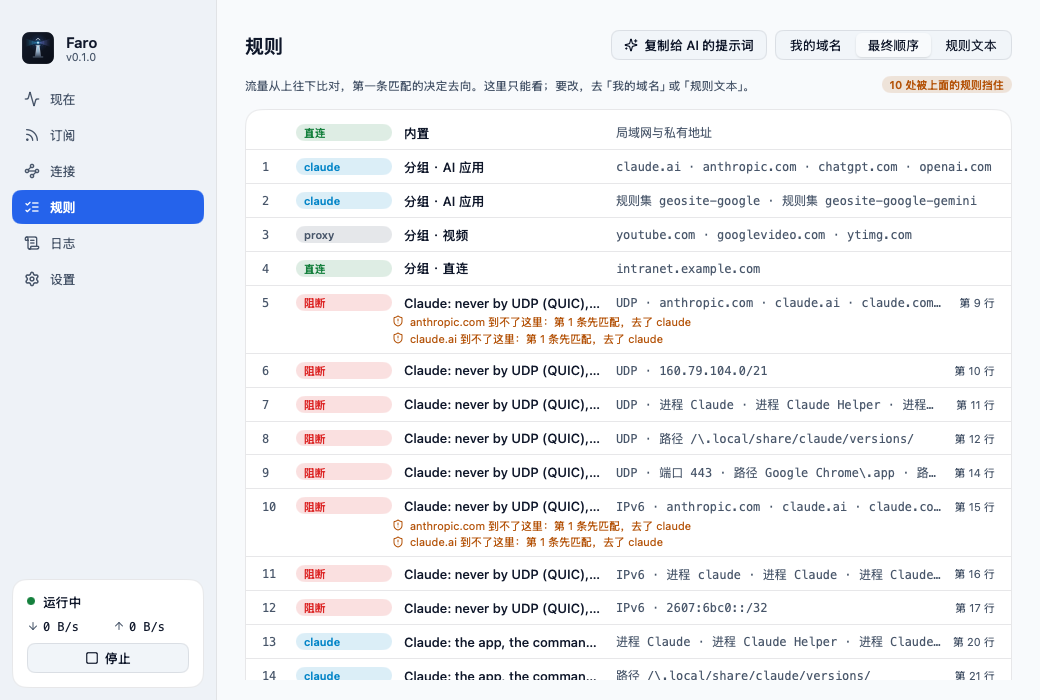 Faro
v0.1.0
现在
订阅
连接
规则
日志
设置
运行中
↓ 0 B/s ↑ 0 B/s
停止
规则
复制给 AI 的提示词
我的域名 最终顺序 规则文本
流量从上往下比对，第一条匹配的决定去向。这里只能看；要改，去「我的域名」或「规则文本」。
10 处被上面的规则挡住
直连 内置 局域网与私有地址
1 claude 分组 · AI 应用 claude.ai · anthropic.com · chatgpt.com · openai.com
2 claude 分组 · AI 应用 规则集 geosite-google · 规则集 geosite-google-gemini
3 proxy 分组 · 视频 youtube.com · googlevideo.com · ytimg.com
4 直连 分组 · 直连 intranet.example.com
5 阻断 Claude: never by UDP (QUIC),... UDP · anthropic.com · claude.ai · claude.com… 第 9 行
anthropic.com 到不了这里：第 1 条先匹配，去了 claude
claude.ai 到不了这里：第 1 条先匹配，去了 claude
6 阻断 Claude: never by UDP (QUIC),... UDP · 160.79.104.0/21 第 10 行
7 阻断 Claude: never by UDP (QUIC),... UDP · 进程 Claude · 进程 Claude Helper · 进程… 第 11 行
8 阻断 Claude: never by UDP (QUIC),... UDP · 路径 /\.local/share/claude/versions/ 第 12 行
9 阻断 Claude: never by UDP (QUIC),... UDP · 端口 443 · 路径 Google Chrome\.app · 路… 第 14 行
10 阻断 Claude: never by UDP (QUIC),... IPv6 · anthropic.com · claude.ai · claude.co… 第 15 行
anthropic.com 到不了这里：第 1 条先匹配，去了 claude
claude.ai 到不了这里：第 1 条先匹配，去了 claude
11 阻断 Claude: never by UDP (QUIC),... IPv6 · 进程 claude · 进程 Claude · 进程 Claude… 第 16 行
12 阻断 Claude: never by UDP (QUIC),... IPv6 · 2607:6bc0::/32 第 17 行
13 claude Claude: the app, the comman... 进程 Claude · 进程 Claude Helper · 进程 Claude… 第 20 行
14 claude Claude: the app, the comman... 路径 /\.local/share/claude/versions/ 第 21 行